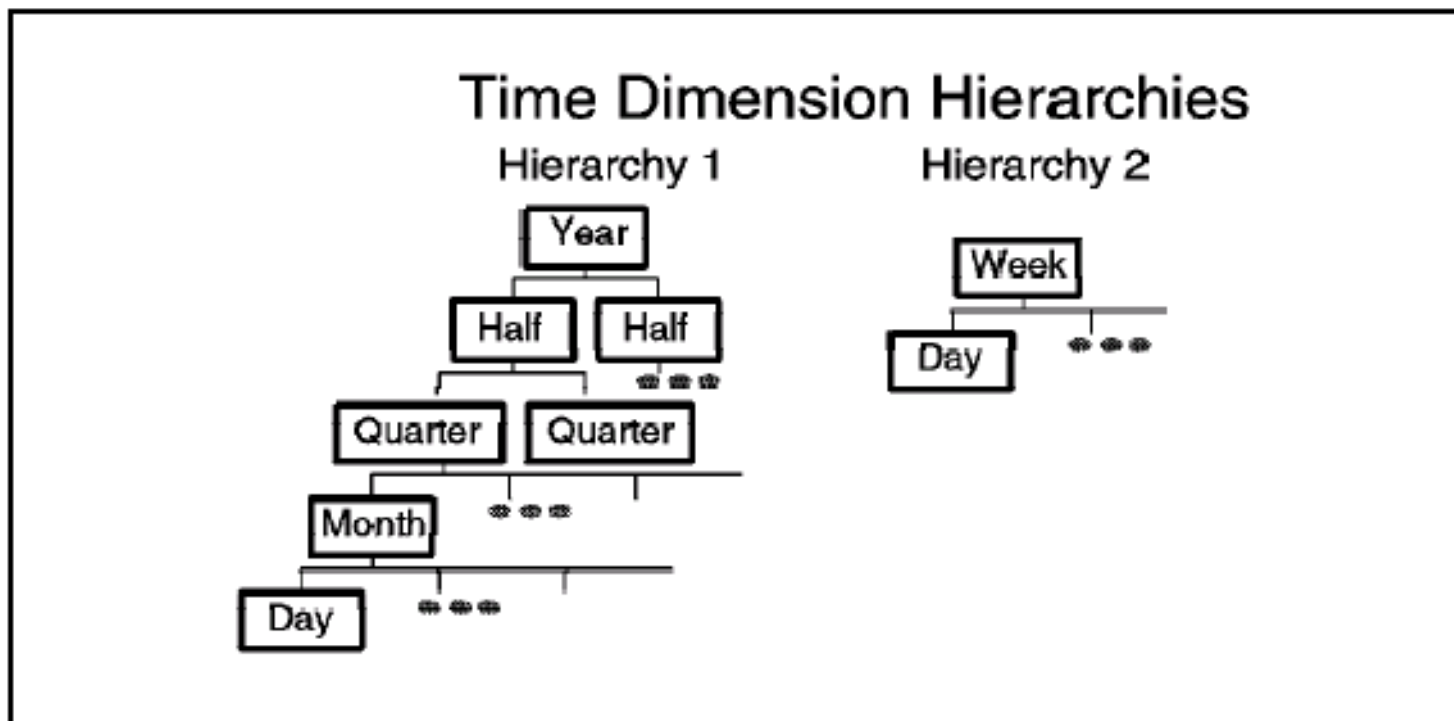 Time Dimension Hierarchies
Hierarchy 1
Hierarchy 2
Year
Week
Half Half
Day
Quarter Quarter
Month
Day